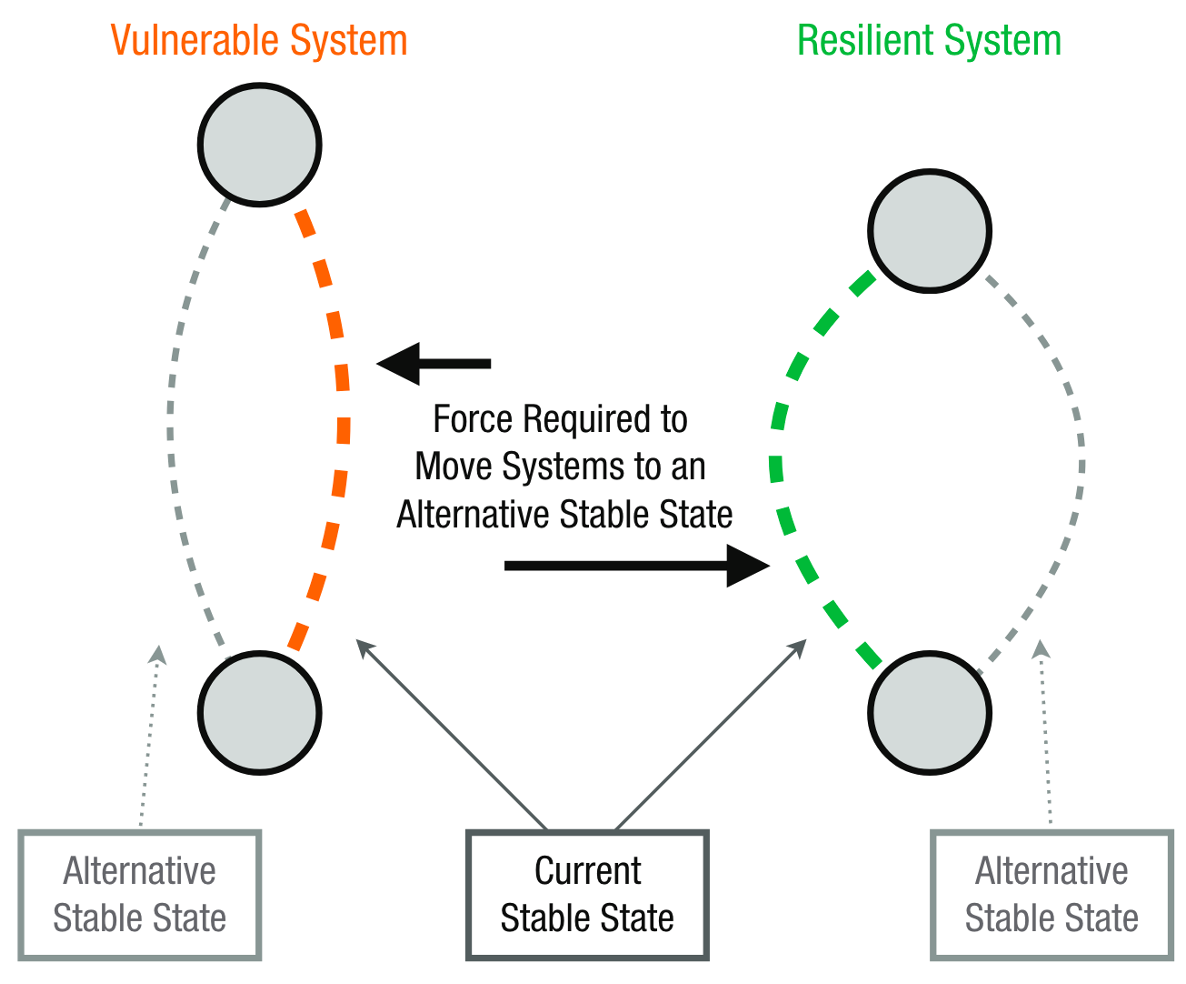 Vulnerable System
Resilient System
Force Required to
Move Systems to an
Alternative Stable State
Alternative
Stable State
Current
Stable State
Alternative
Stable State